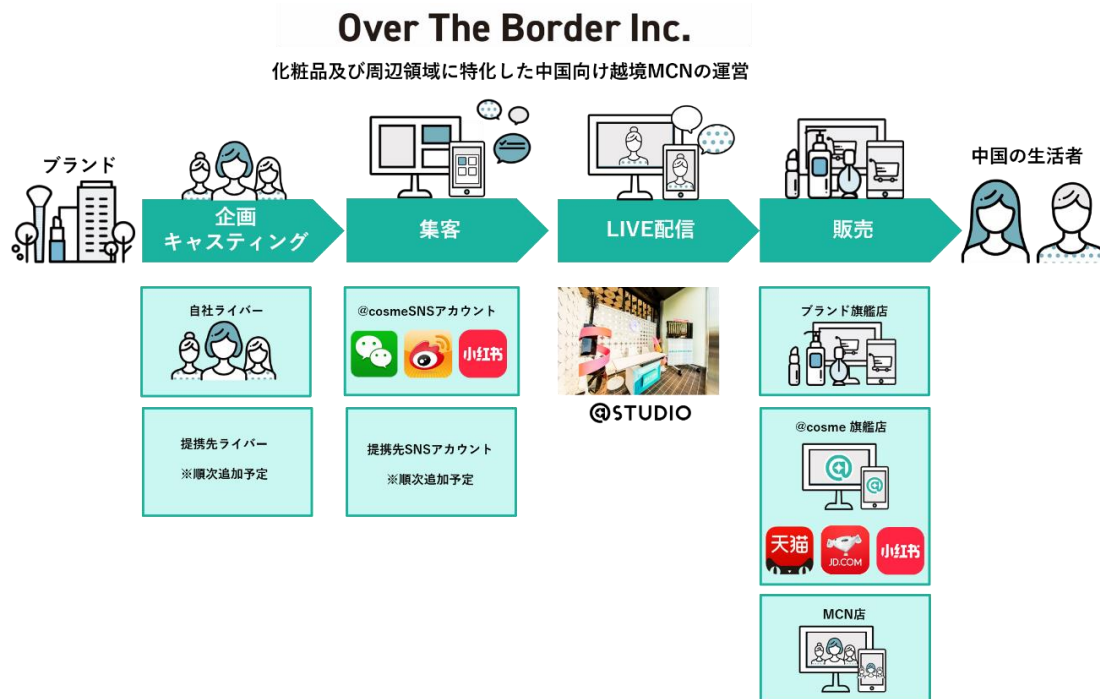 Over The Border Inc.
化粧品及び周辺領域に特化した中国向け越境MCNの運営
ブランド
企画
キャスティング
集客
LIVE配信
販売
中国の生活者
自社ライバー
提携先ライバー
※順次追加予定
@cosmeSNSアカウント
小红书
提携先SNSアカウント
※順次追加予定
@STUDIO
ブランド旗艦店
@cosme 旗艦店
@
@
天猫
JD.COM
小红书
MCN店